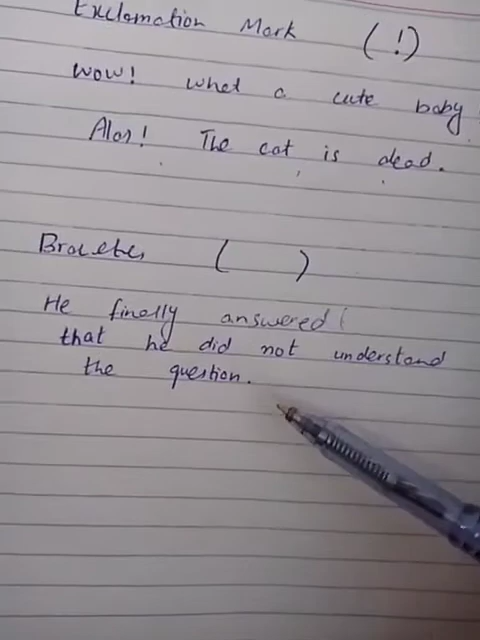 Exclamation Mark (!)
Wow! What a cute baby
Alas! The cat is dead.
Brackets ( )
He finally answered (
that he did not understand
the question.